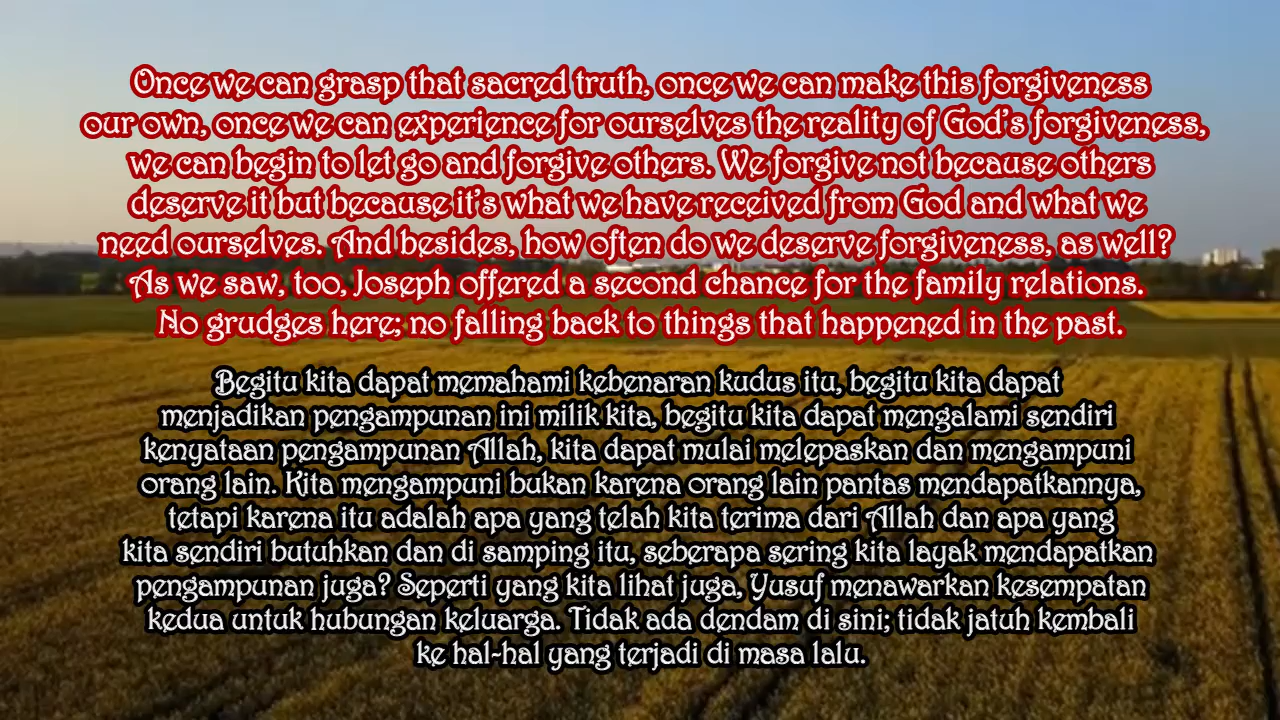 Once we can grasp that sacred truth, once we can make this forgiveness
our own, once we can experience for ourselves the reality of God's forgiveness,
we can begin to let go and forgive others. We forgive not because others
deserve it but because it's what we have received from God and what we
need ourselves. And besides, how often do we deserve forgiveness, as well?
As we saw, too, Joseph offered a second chance for the family relations.
No grudges here; no falling back to things that happened in the past.
Begitu kita dapat memahami kebenaran kudus itu, begitu kita dapat
menjadikan pengampunan ini milik kita, begitu kita dapat mengalami sendiri
kenyataan pengampunan Allah, kita dapat mulai melepaskan dan mengampuni
orang lain. Kita mengampuni bukan karena orang lain pantas mendapatkannya,
tetapi karena itu adalah apa yang telah kita terima dari Allah dan apa yang
kita sendiri butuhkan dan di samping itu, seberapa sering kita layak mendapatkan
pengampunan juga? Seperti yang kita lihat juga, Yusuf menawarkan kesempatan
kedua untuk hubungan keluarga. Tidak ada dendam di sini; tidak jatuh kembali
ke hal-hal yang terjadi di masa lalu.